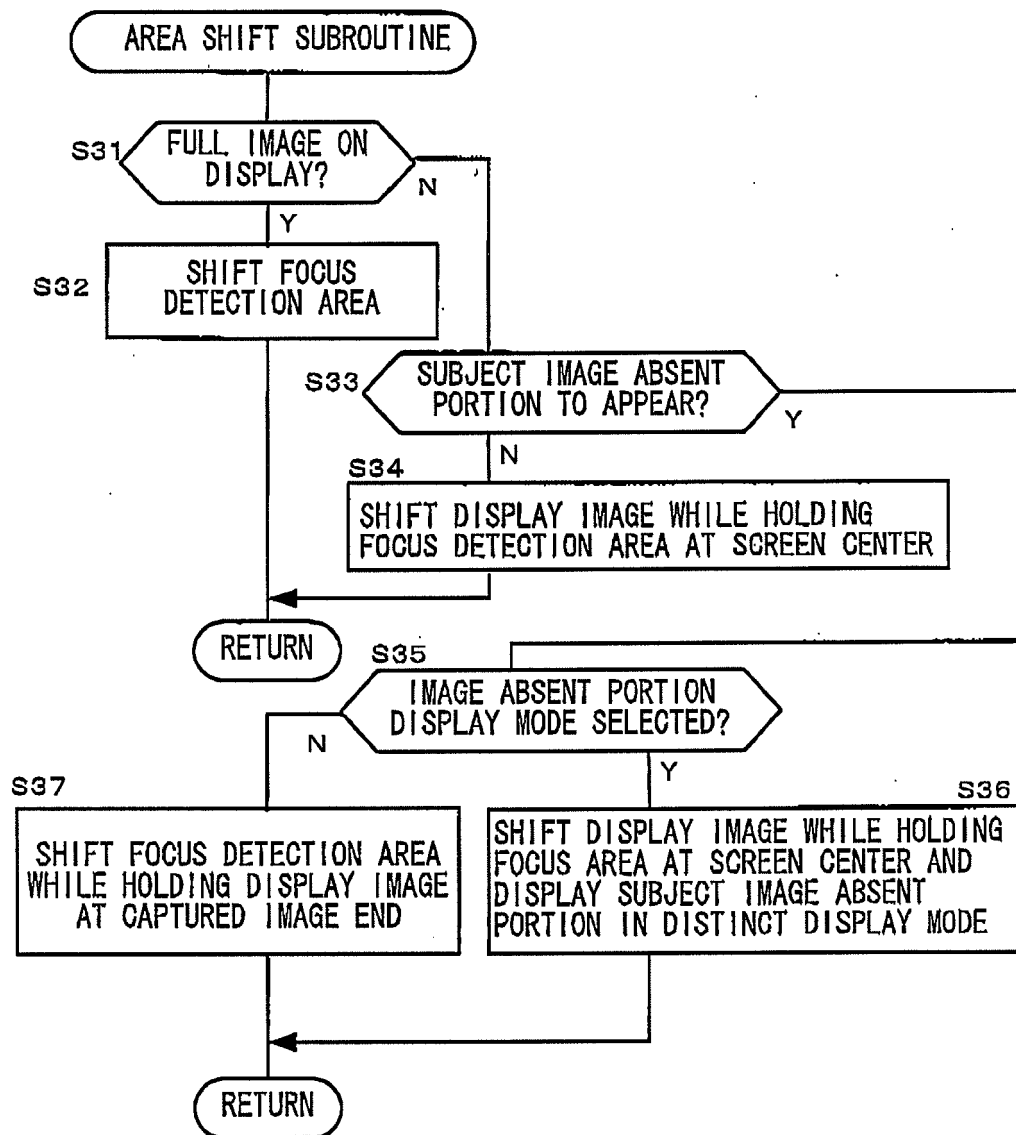 AREA SHIFT SUBROUTINE
S31
FULL IMAGE ON
DISPLAY?
N
Y
S32
SHIFT FOCUS
DETECTION AREA
S33
SUBJECT IMAGE ABSENT
PORTION TO APPEAR?
Y
N
S34
SHIFT DISPLAY IMAGE WHILE HOLDING
FOCUS DETECTION AREA AT SCREEN CENTER
RETURN
S35
IMAGE ABSENT PORTION
DISPLAY MODE SELECTED?
N
Y
S37
SHIFT FOCUS DETECTION AREA
WHILE HOLDING DISPLAY IMAGE
AT CAPTURED IMAGE END
S36
SHIFT DISPLAY IMAGE WHILE HOLDING
FOCUS AREA AT SCREEN CENTER AND
DISPLAY SUBJECT IMAGE ABSENT
PORTION IN DISTINCT DISPLAY MODE
RETURN